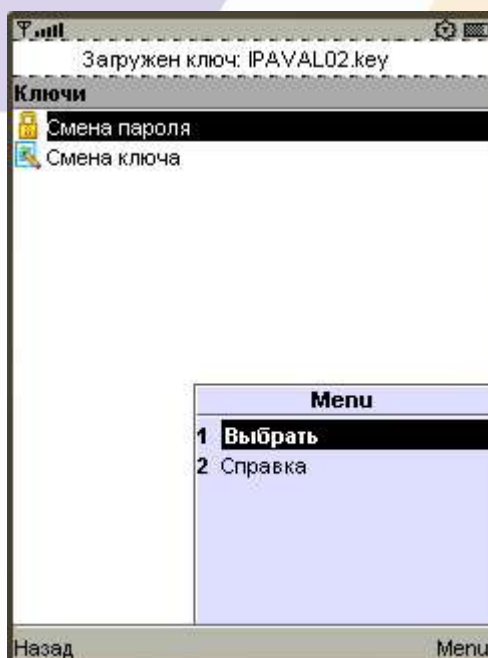 Загружен ключ: IPAVAL02.key
Ключи
Смена пароля
Смена ключа
Menu
1 Выбрать
2 Справка
Назад Menu